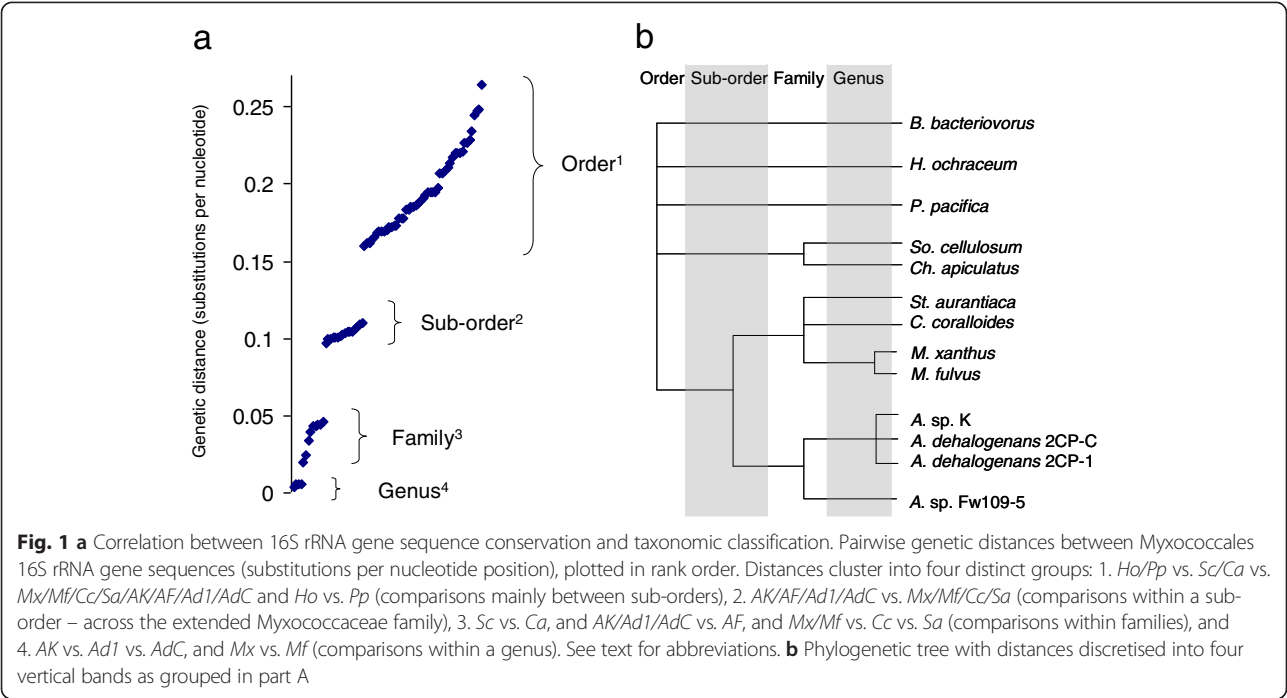 a
Genetic distance (substitutions per nucleotide)
0.25
0.2
0.15
0.1
0.05
0
Order¹
Sub-order²
Family³
Genus⁴
b
Order Sub-order Family Genus
B. bacteriovorus
H. ochraceum
P. pacifica
So. cellulosum
Ch. apiculatus
St. aurantiaca
C. coralloides
M. xanthus
M. fulvus
A. sp. K
A. dehalogenans 2CP-C
A. dehalogenans 2CP-1
A. sp. Fw109-5
Fig. 1 a Correlation between 16S rRNA gene sequence conservation and taxonomic classification. Pairwise genetic distances between Myxococcales
16S rRNA gene sequences (substitutions per nucleotide position), plotted in rank order. Distances cluster into four distinct groups: 1. Ho/Pp vs. Sc/Ca vs.
Mx/Mf/Cc/Sa/AK/AF/Ad1/AdC and Ho vs. Pp (comparisons mainly between sub-orders), 2. AK/AF/Ad1/AdC vs. Mx/Mf/Cc/Sa (comparisons within a sub-
order – across the extended Myxococcaceae family), 3. Sc vs. Ca, and AK/Ad1/AdC vs. AF, and Mx/Mf vs. Cc vs. Sa (comparisons within families), and
4. AK vs. Ad1 vs. AdC, and Mx vs. Mf (comparisons within a genus). See text for abbreviations. b Phylogenetic tree with distances discretised into four
vertical bands as grouped in part A